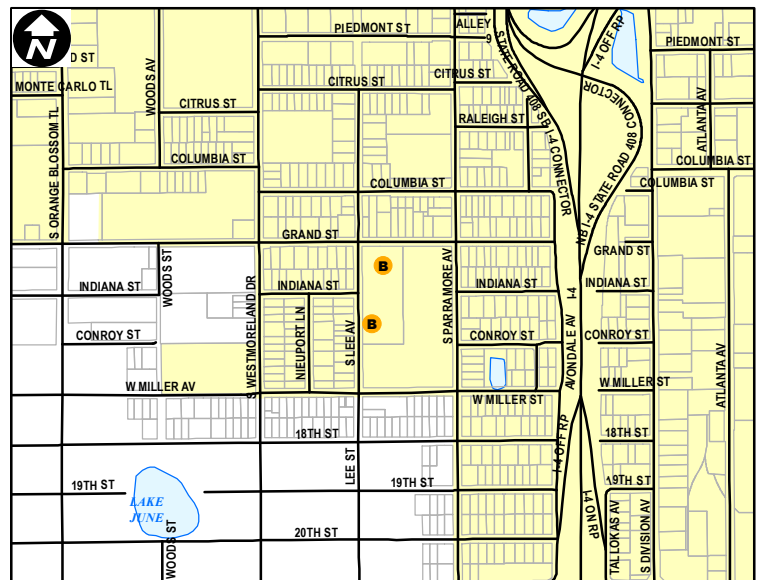 N
PIEDMONT ST
ALLEY
9
I-4 OFF RP
PIEDMONT ST
D ST
MONTE CARLO TL
WOODS AV
CITRUS ST
CITRUS ST
CITRUS ST
STATE ROAD 408 SB I-4 CONNECTOR
CONNECTOR
NB I-4 STATE ROAD 408
ATLANTA AV
RALEIGH ST
S ORANGE BLOSSOM TL
COLUMBIA ST
COLUMBIA ST
COLUMBIA ST
COLUMBIA ST
GRAND ST
GRAND ST
B
WOODS ST
INDIANA ST
INDIANA ST
INDIANA ST
INDIANA ST
S WESTMORELAND DR
NIEUPORT LN
S LEE AV
S PARRAMORE AV
AVONDALE AV
I-4
B
CONROY ST
CONROY ST
CONROY ST
ATLANTA AV
W MILLER AV
W MILLER ST
W MILLER ST
18TH ST
18TH ST
I-4 OFF RP
LEE ST
19TH ST
19TH ST
19TH ST
I-4 ON RP
LAKE
JUNE
WOODS ST
20TH ST
TALLOKAS AV
S DIVISION AV